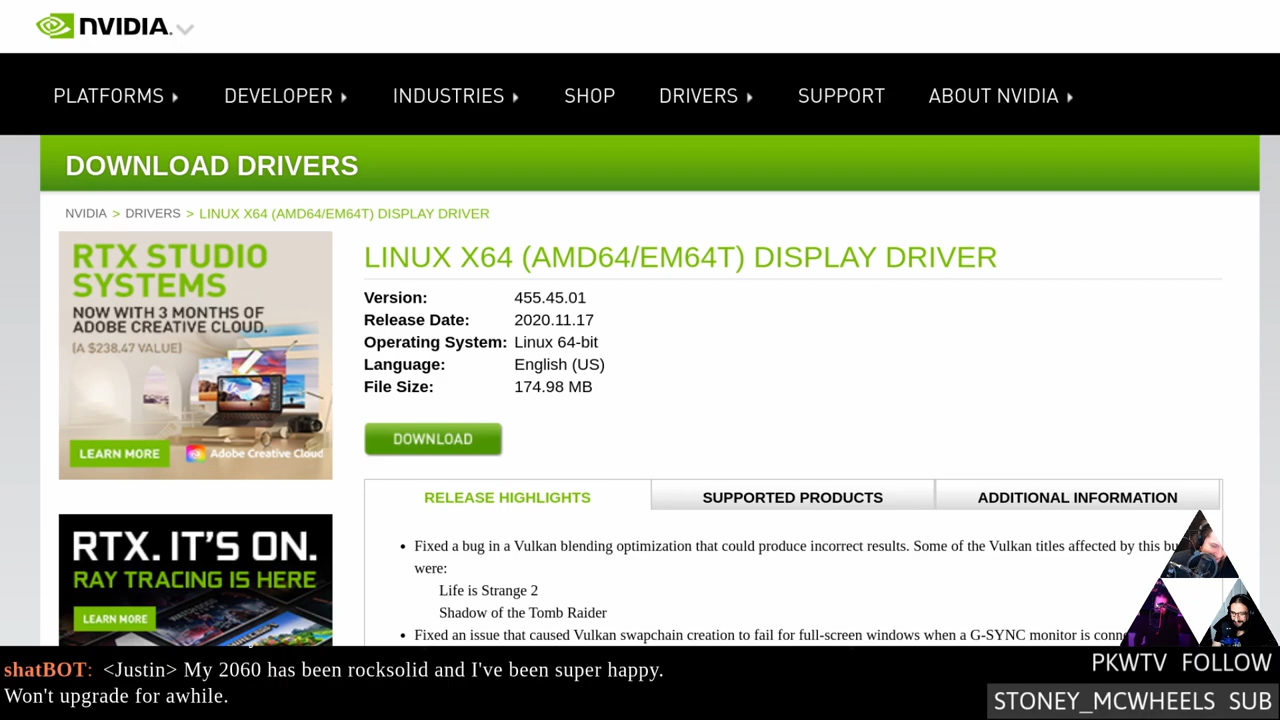 NVIDIA.
PLATFORMS DEVELOPER INDUSTRIES SHOP DRIVERS SUPPORT ABOUT NVIDIA
DOWNLOAD DRIVERS
NVIDIA > DRIVERS > LINUX X64 (AMD64/EM64T) DISPLAY DRIVER
RTX STUDIO
SYSTEMS
NOW WITH 3 MONTHS OF
ADOBE CREATIVE CLOUD.
(A $238.47 VALUE)
LEARN MORE
Adobe Creative Cloud
LINUX X64 (AMD64/EM64T) DISPLAY DRIVER
Version: 455.45.01
Release Date: 2020.11.17
Operating System: Linux 64-bit
Language: English (US)
File Size: 174.98 MB
DOWNLOAD
RELEASE HIGHLIGHTS SUPPORTED PRODUCTS ADDITIONAL INFORMATION
RTX. IT'S ON.
RAY TRACING IS HERE
LEARN MORE
• Fixed a bug in a Vulkan blending optimization that could produce incorrect results. Some of the Vulkan titles affected by this bu
were:
Life is Strange 2
Shadow of the Tomb Raider
• Fixed an issue that caused Vulkan swapchain creation to fail for full-screen windows when a G-SYNC monitor is conne
shatBOT: <Justin> My 2060 has been rocksolid and I've been super happy.
Won't upgrade for awhile.
PKWTV FOLLOW
STONEY_MCWHEELS SUB